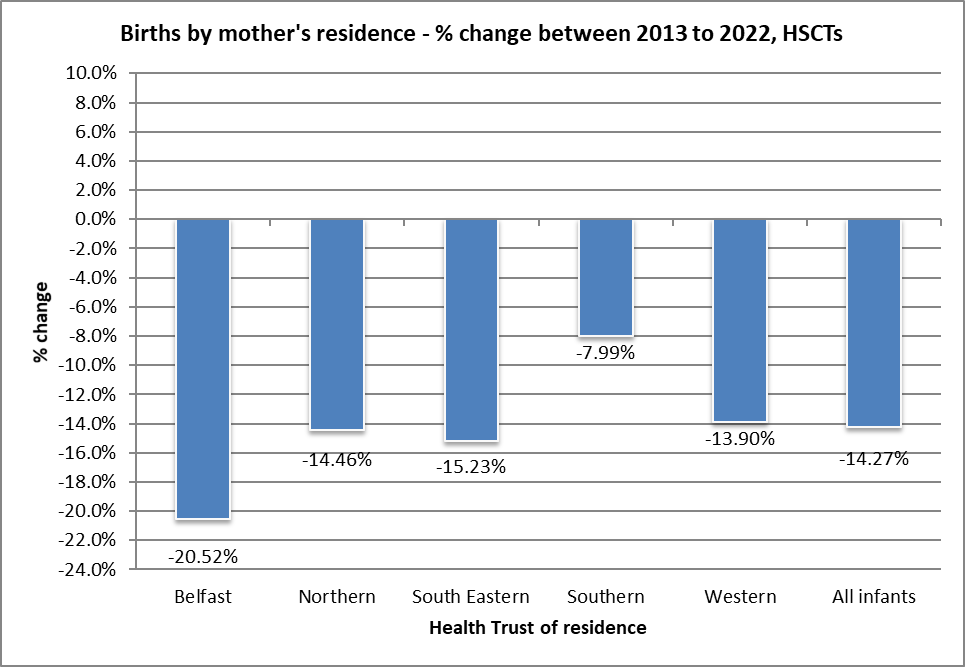 Births by mother's residence - % change between 2013 to 2022, HSCTs
10.0%
8.0%
6.0%
4.0%
2.0%
0.0%
-2.0%
-4.0%
-6.0%
-8.0%
-10.0%
-12.0%
-14.0%
-16.0%
-18.0%
-20.0%
-22.0%
-24.0%
% change
-20.52%
-14.46%
-15.23%
-7.99%
-13.90%
-14.27%
Belfast
Northern
South Eastern
Southern
Western
All infants
Health Trust of residence